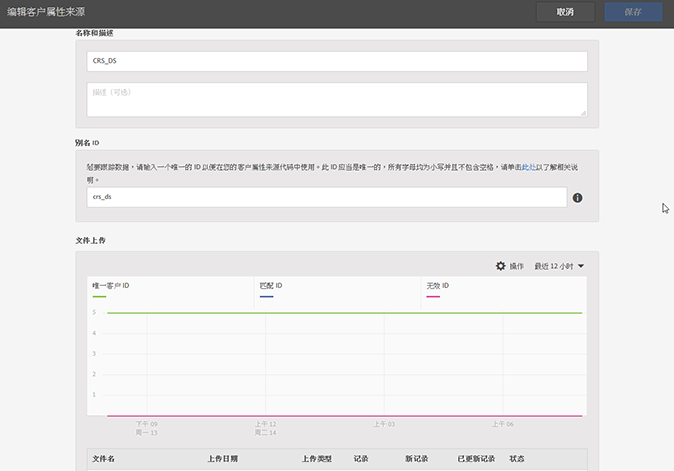 编辑客户属性来源
取消
保存
名称和描述
CRS_DS
描述（可选）
别名 ID
要跟踪数据，请输入一个唯一的 ID 以便在您的客户属性来源代码中使用。此 ID 应当是唯一的，所有字母均为小写并且不包含空格，请单击此处以了解相关说
明。
crs_ds
文件上传
操作
最近 12 小时
唯一客户 ID
匹配 ID
无效 ID
5
4
3
2
1
下午 09
周一 13
上午 12
周二 14
上午 03
上午 06
文件名 上传日期 上传类型 记录 新记录 已更新记录 状态